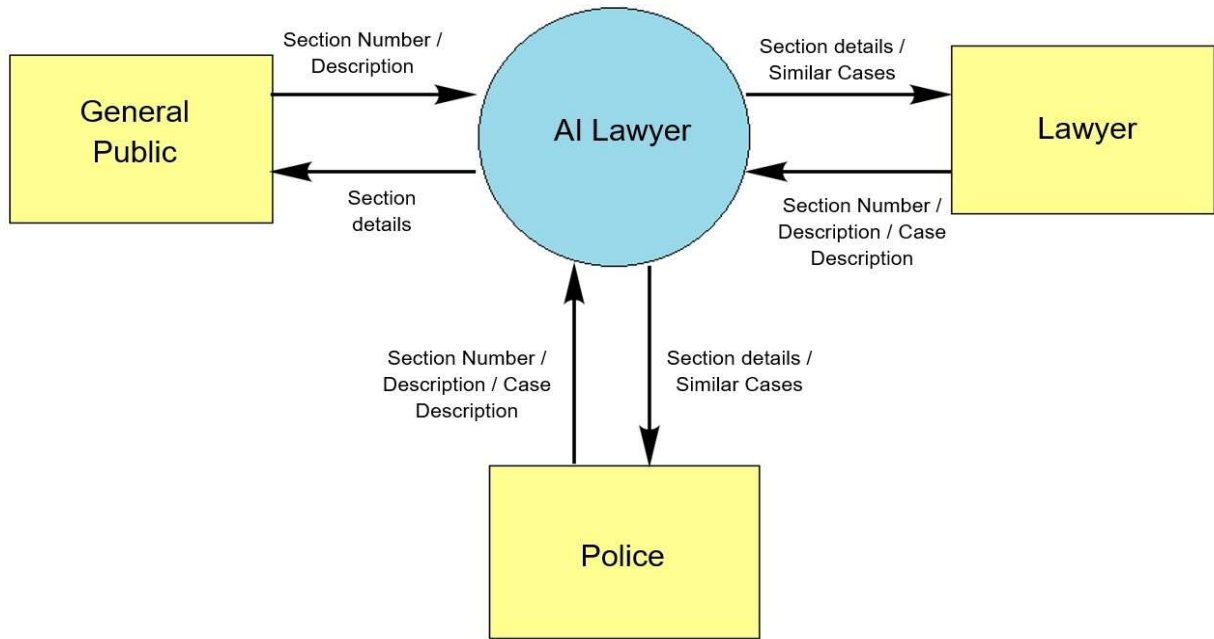 Section Number /
Description
General
Public
Section
details
AI Lawyer
Section details /
Similar Cases
Lawyer
Section Number /
Description / Case
Description
Section Number /
Description / Case
Description
Section details /
Similar Cases
Police